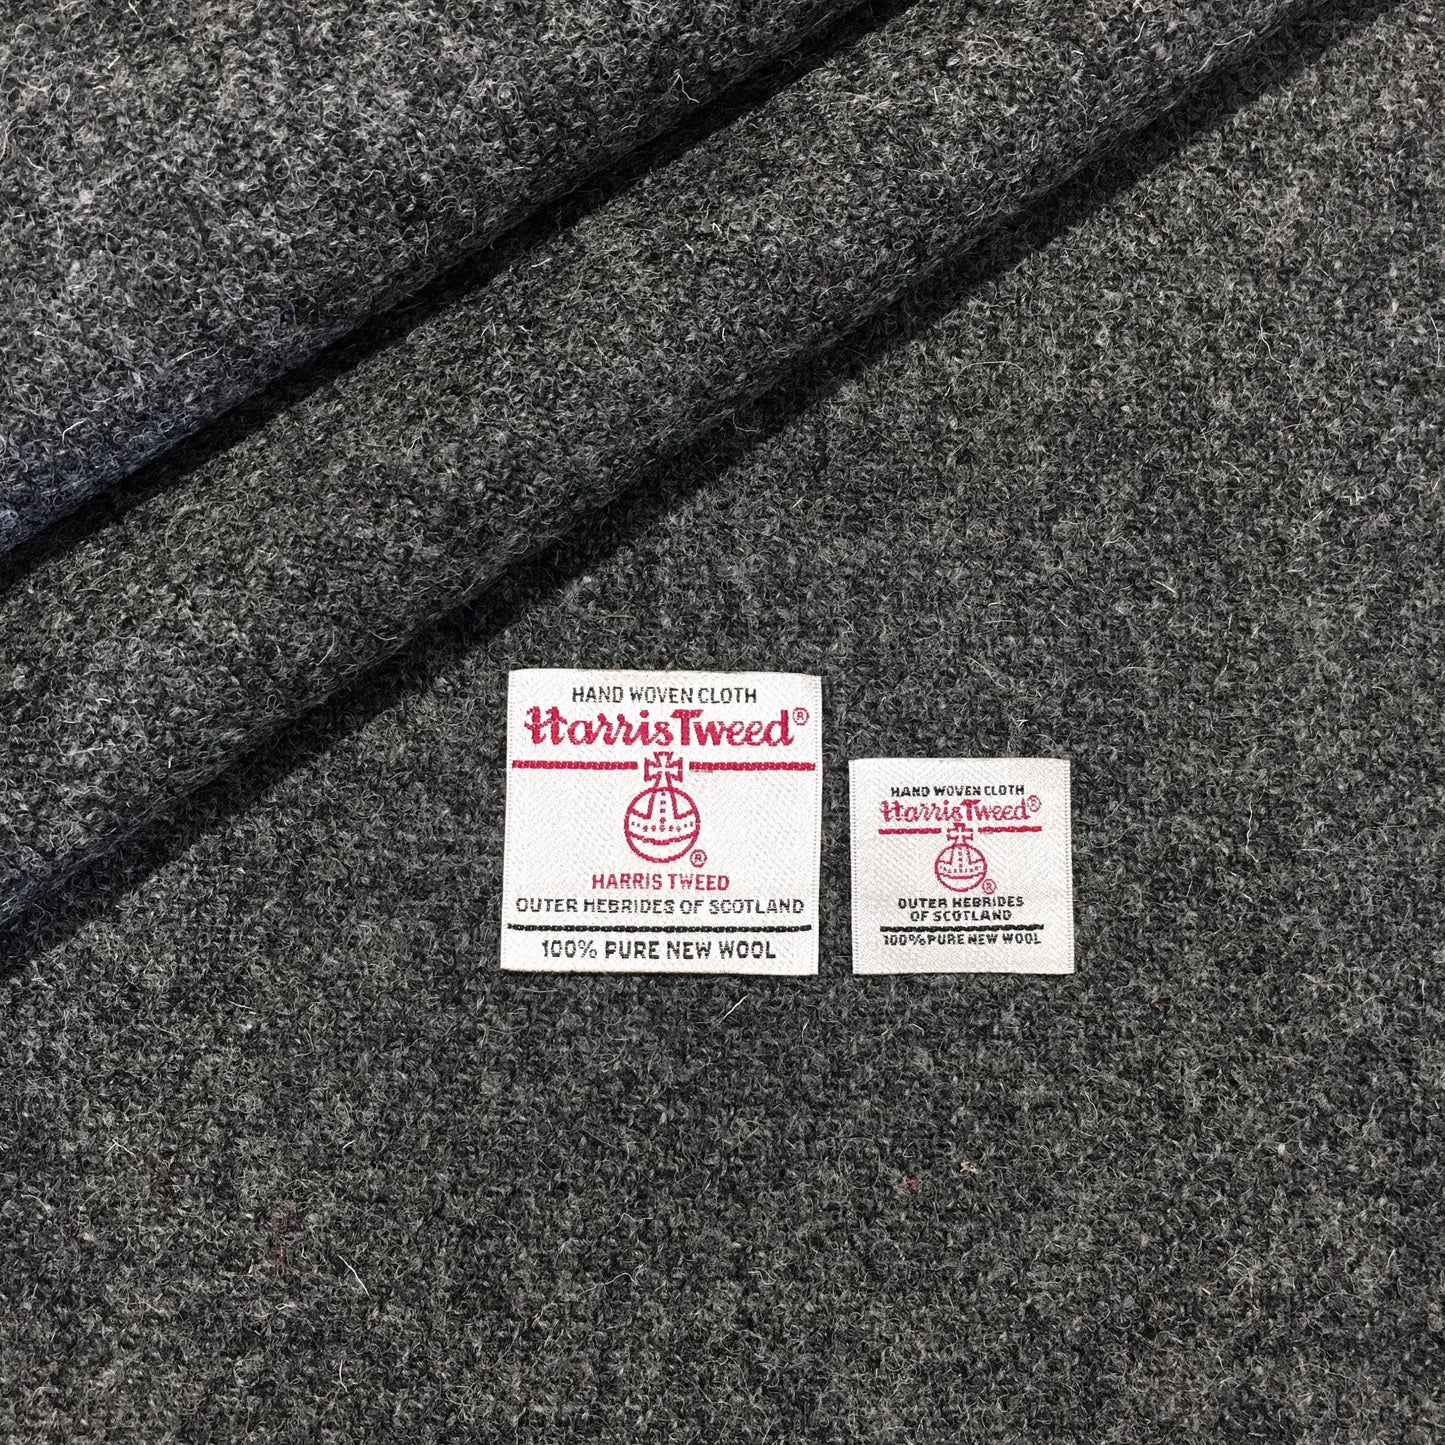 HAND WOVEN CLOTH
Harris Tweed®
®
HARRIS TWEED
OUTER HEBRIDES OF SCOTLAND
100% PURE NEW WOOL
HAND WOVEN CLOTH
Harris Tweed®
®
OUTER HEBRIDES
OF SCOTLAND
100% PURE NEW WOOL